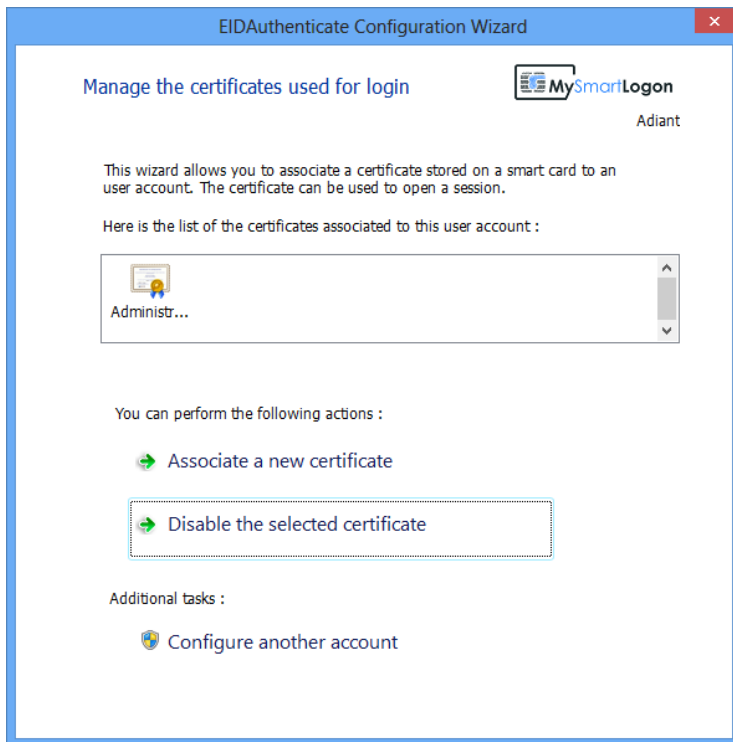 EIDAuthenticate Configuration Wizard
Manage the certificates used for login
MySmartLogon
Adiant
This wizard allows you to associate a certificate stored on a smart card to an
user account. The certificate can be used to open a session.
Here is the list of the certificates associated to this user account :
Administr...
You can perform the following actions :
Associate a new certificate
Disable the selected certificate
Additional tasks :
Configure another account